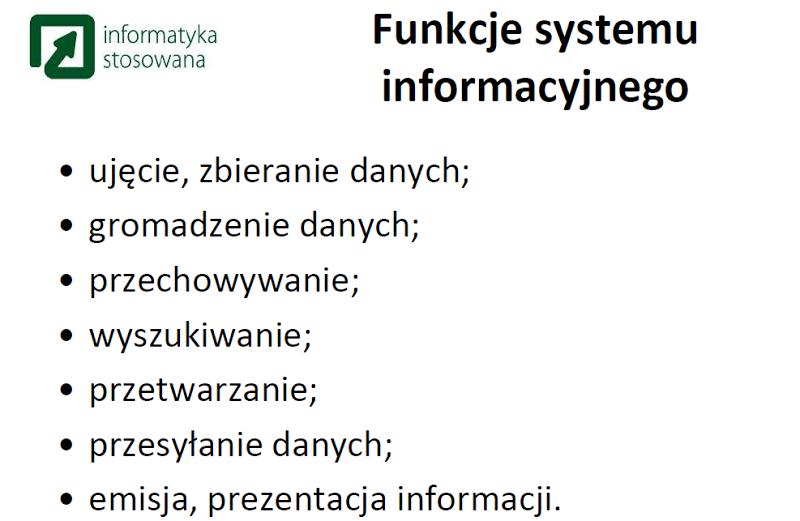 informatyka
stosowana
Funkcje systemu
informacyjnego
• ujęcie, zbieranie danych;
• gromadzenie danych;
• przechowywanie;
• wyszukiwanie;
• przetwarzanie;
• przesyłanie danych;
• emisja, prezentacja informacji.